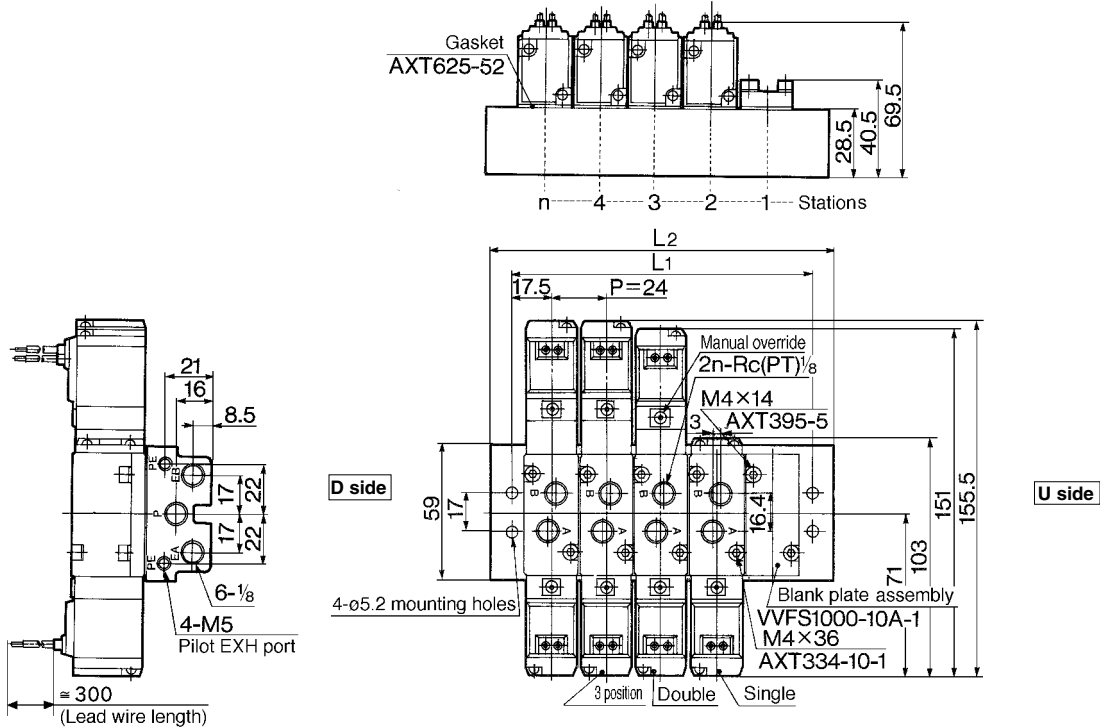 Gasket
AXT625-52
28.5
40.5
69.5
n 4 3 2 1 Stations
L2
L1
17.5
P=24
Manual override
2n-Rc(PT)1/8
M4×14
AXT395-5
3
B B B B
A A A A
16.4
59
17
71
103
151
155.5
D side
U side
4-ø5.2 mounting holes
Blank plate assembly
VVFS1000-10A-1
M4×36
AXT334-10-1
3 position
Double
Single
21
16
8.5
PE
EB
P
EA
PE
17
22
17
22
6-1/8
4-M5
Pilot EXH port
≅300
(Lead wire length)